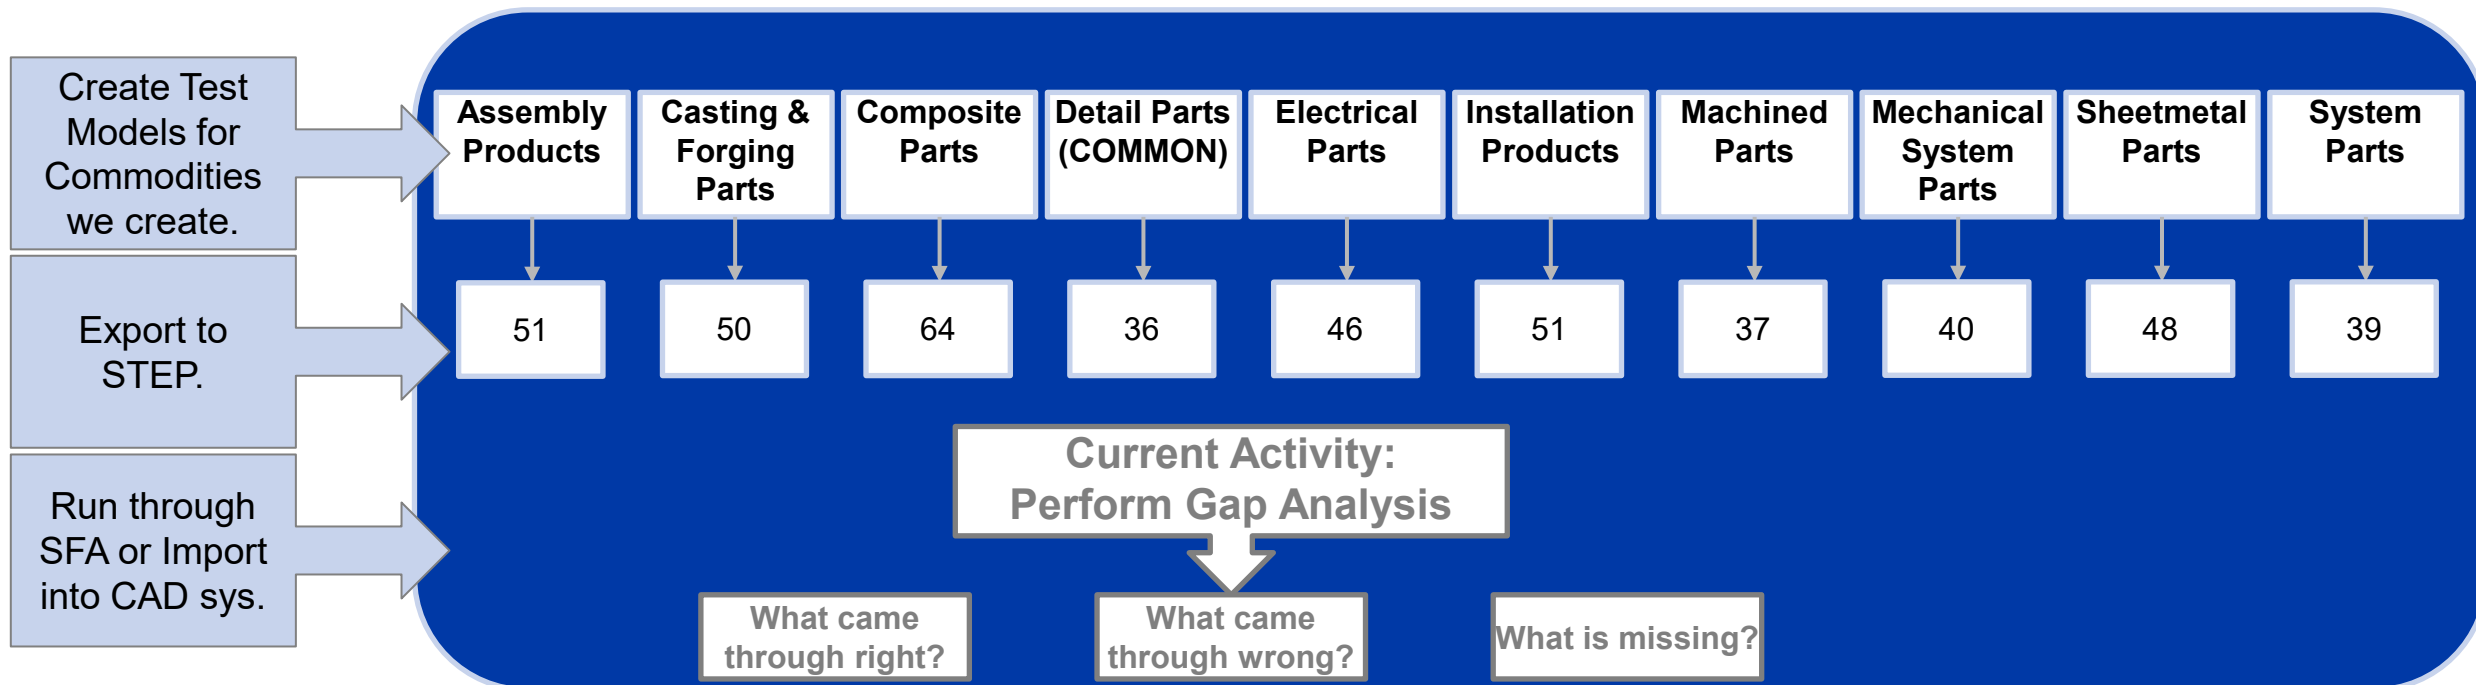 Create Test
Models for
Commodities
we create.
Export to
STEP.
Run through
SFA or Import
into CAD sys.
Assembly
Products
Casting &
Forging
Parts
Composite
Parts
Detail Parts
(COMMON)
Electrical
Parts
Installation
Products
Machined
Parts
Mechanical
System
Parts
Sheetmetal
Parts
System
Parts
51
50
64
36
46
51
37
40
48
39
Current Activity:
Perform Gap Analysis
What came
through right?
What came
through wrong?
What is missing?